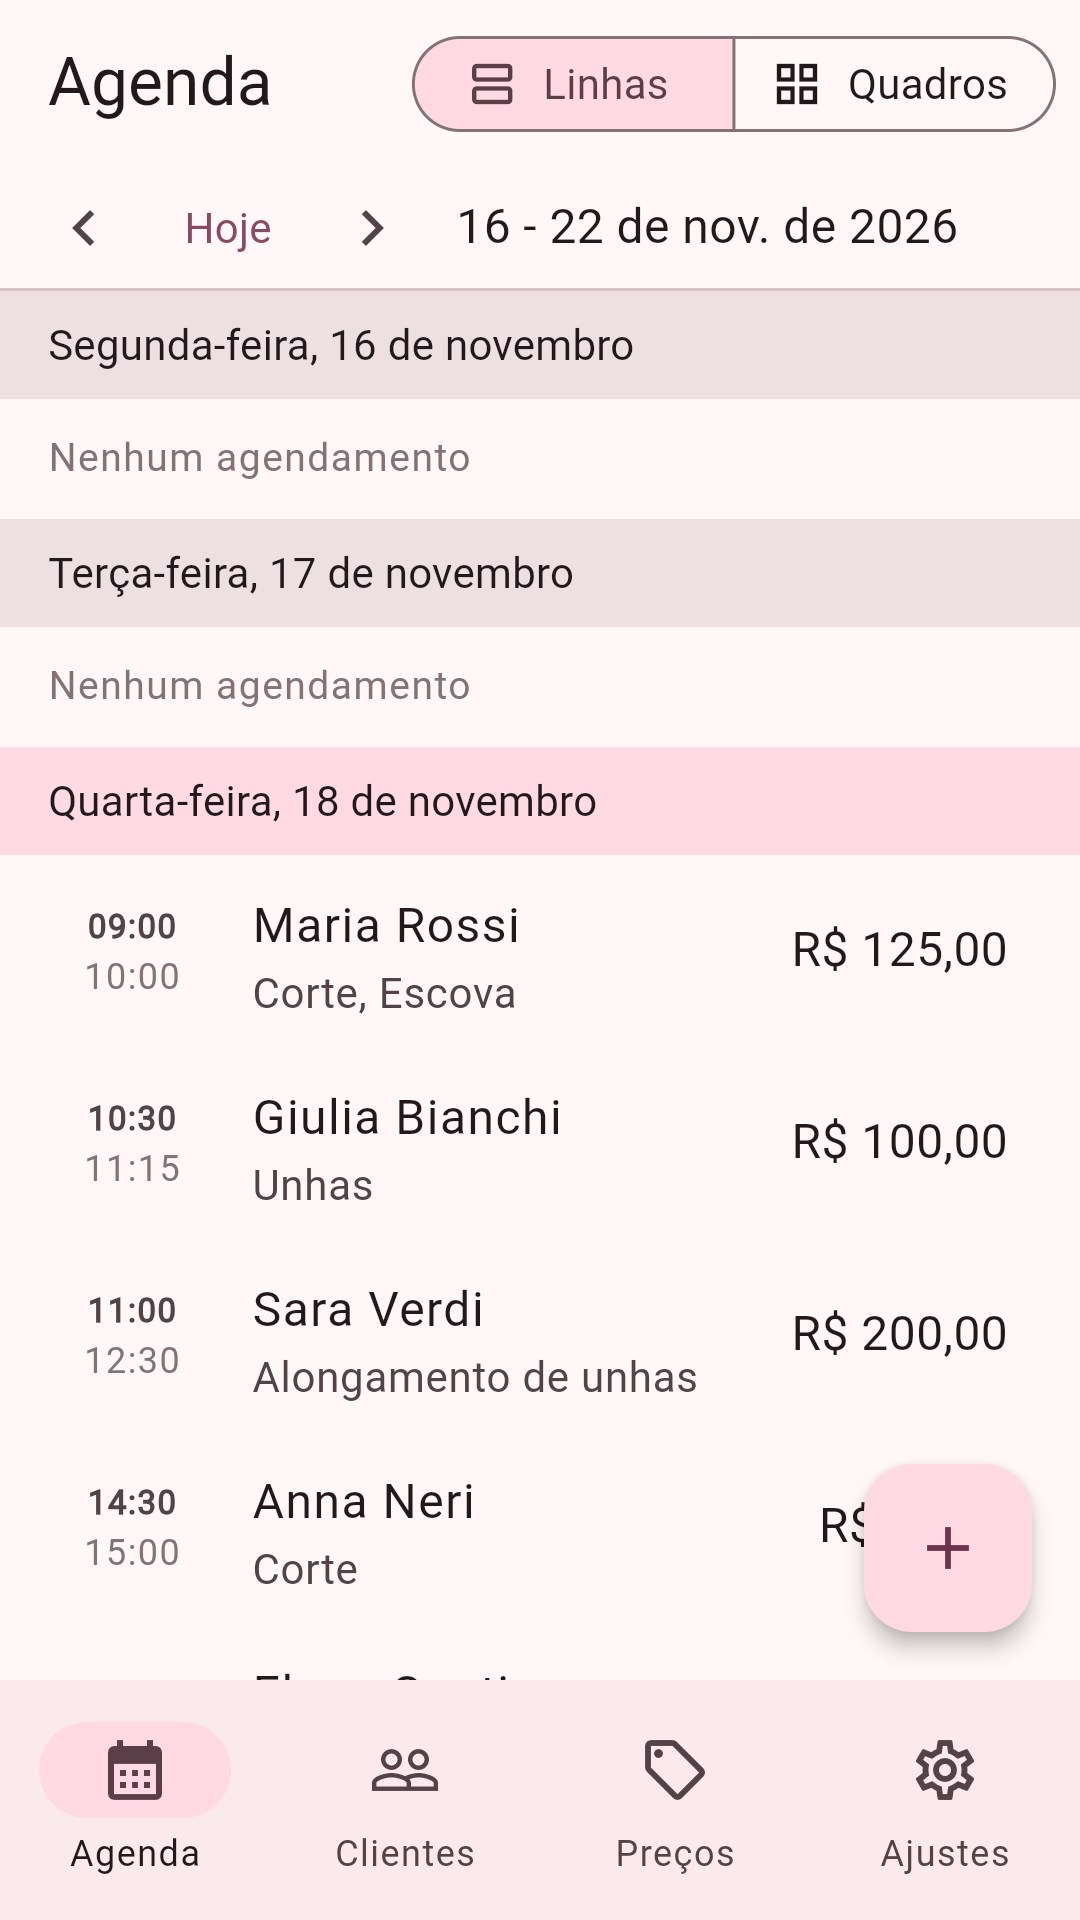 Agenda
Linhas
Quadros
Hoje
16 - 22 de nov. de 2026
Segunda-feira, 16 de novembro
Nenhum agendamento
Terça-feira, 17 de novembro
Nenhum agendamento
Quarta-feira, 18 de novembro
09:00
10:00
Maria Rossi
Corte, Escova
R$ 125,00
10:30
11:15
Giulia Bianchi
Unhas
R$ 100,00
11:00
12:30
Sara Verdi
Alongamento de unhas
R$ 200,00
14:30
15:00
Anna Neri
Corte
Agenda
Clientes
Preços
Ajustes